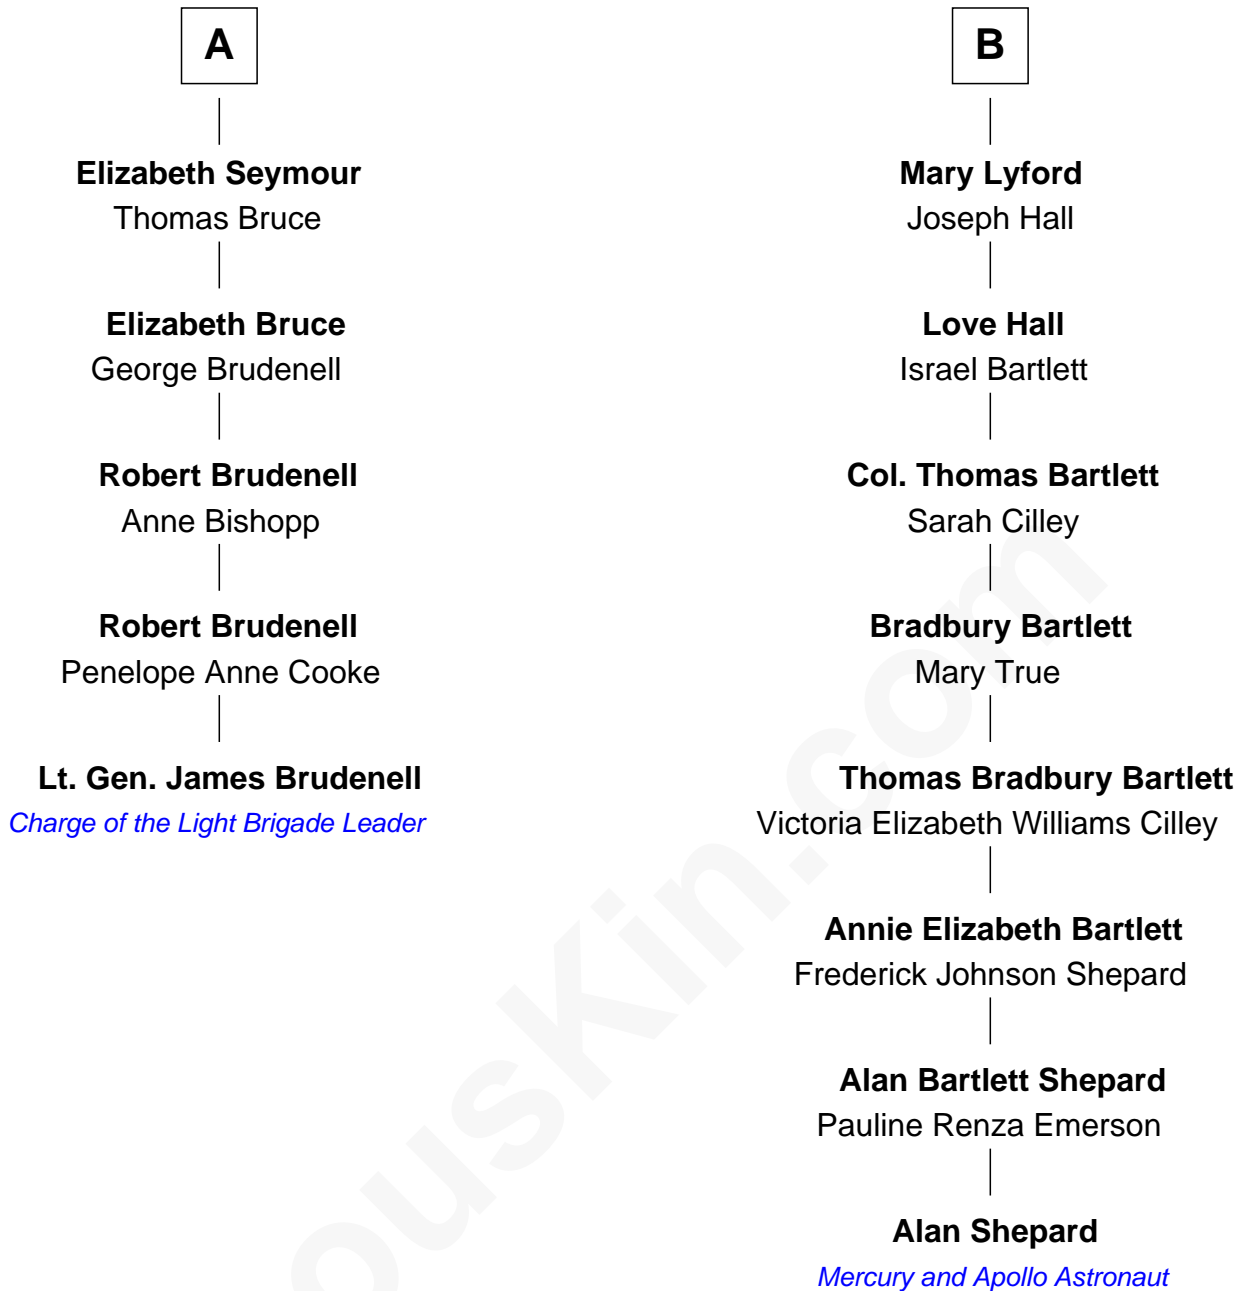 A
Elizabeth Seymour
Thomas Bruce
Elizabeth Bruce
George Brudenell
Robert Brudenell
Anne Bishopp
Robert Brudenell
Penelope Anne Cooke
Lt. Gen. James Brudenell
Charge of the Light Brigade Leader
B
Mary Lyford
Joseph Hall
Love Hall
Israel Bartlett
Col. Thomas Bartlett
Sarah Cilley
Bradbury Bartlett
Mary True
Thomas Bradbury Bartlett
Victoria Elizabeth Williams Cilley
Annie Elizabeth Bartlett
Frederick Johnson Shepard
Alan Bartlett Shepard
Pauline Renza Emerson
Alan Shepard
Mercury and Apollo Astronaut
ousKin.com